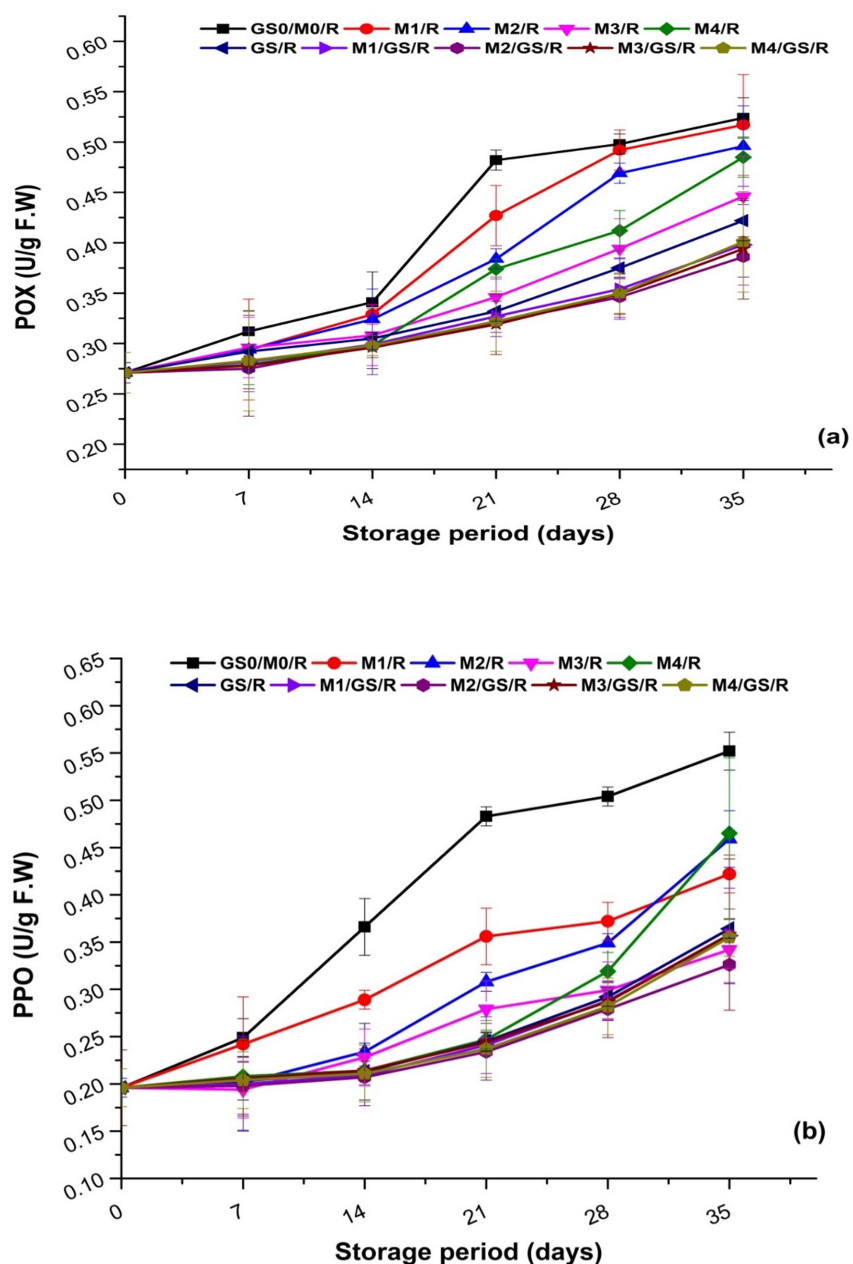 GS0/M0/R M1/R M2/R M3/R M4/R
GS/R M1/GS/R M2/GS/R M3/GS/R M4/GS/R
0.60
0.55
0.50
0.45
0.40
0.35
0.30
0.25
0.20
POX (U/g F.W)
(a)
0 7 14 21 28 35
Storage period (days)
GS0/M0/R M1/R M2/R M3/R M4/R
GS/R M1/GS/R M2/GS/R M3/GS/R M4/GS/R
0.65
0.60
0.55
0.50
0.45
0.40
0.35
0.30
0.25
0.20
0.15
0.10
PPO (U/g F.W)
(b)
0 7 14 21 28 35
Storage period (days)